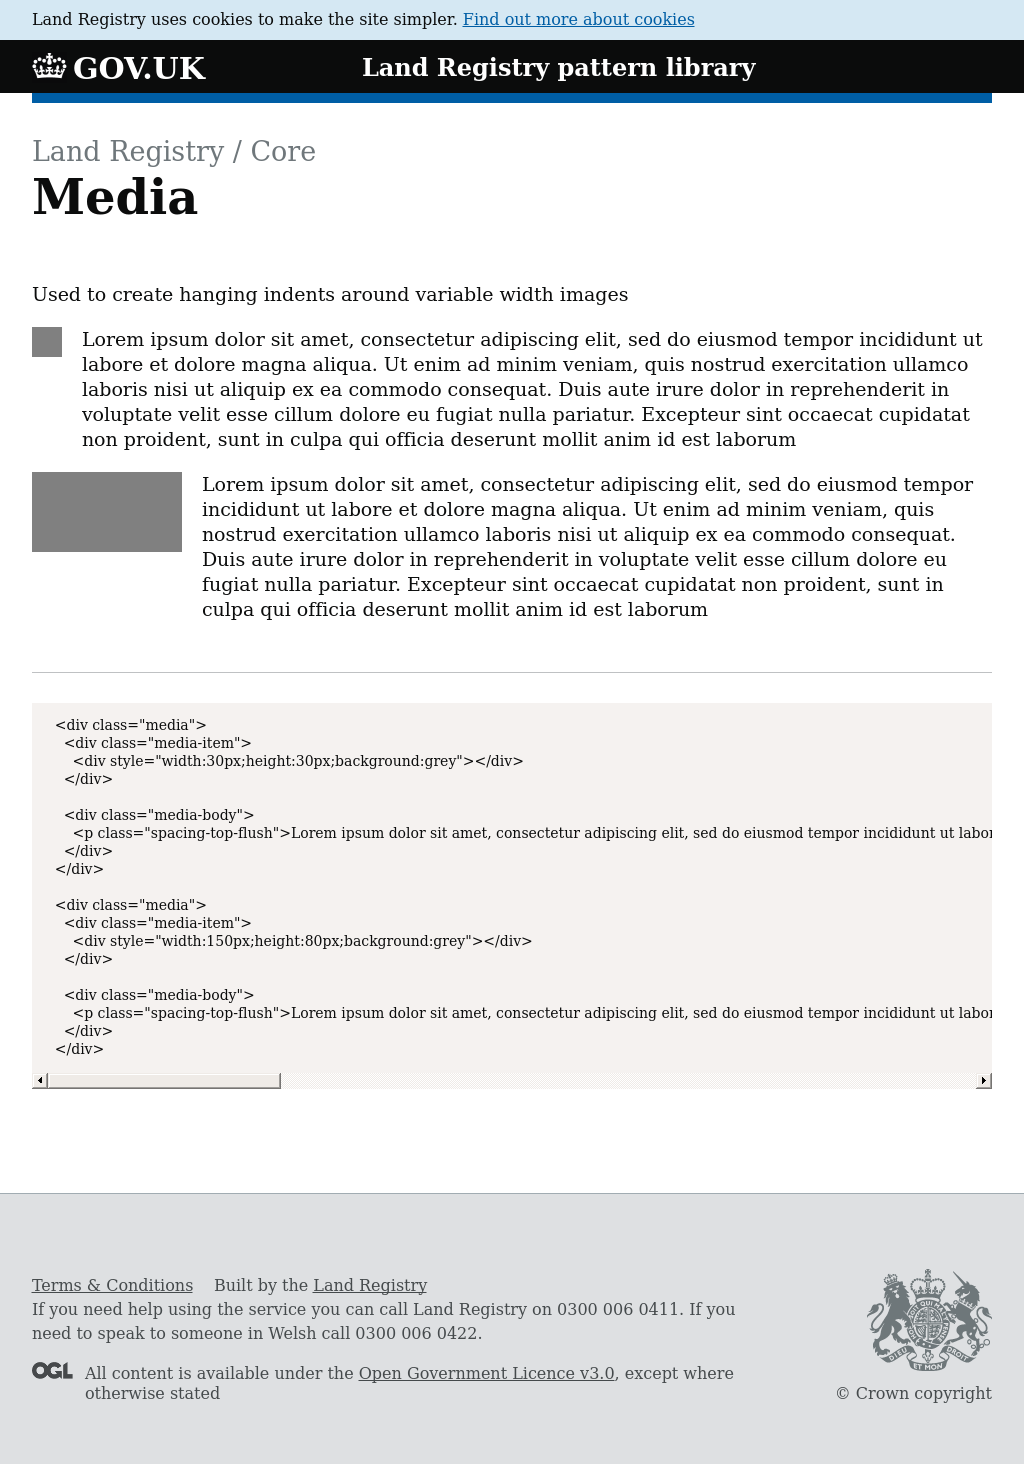 Land Registry uses cookies to make the site simpler. Find out more about cookies
GOV.UK
Land Registry pattern library
Land Registry / Core
Media
Used to create hanging indents around variable width images
Lorem ipsum dolor sit amet, consectetur adipiscing elit, sed do eiusmod tempor incididunt ut
labore et dolore magna aliqua. Ut enim ad minim veniam, quis nostrud exercitation ullamco
laboris nisi ut aliquip ex ea commodo consequat. Duis aute irure dolor in reprehenderit in
voluptate velit esse cillum dolore eu fugiat nulla pariatur. Excepteur sint occaecat cupidatat
non proident, sunt in culpa qui officia deserunt mollit anim id est laborum
Lorem ipsum dolor sit amet, consectetur adipiscing elit, sed do eiusmod tempor
incididunt ut labore et dolore magna aliqua. Ut enim ad minim veniam, quis
nostrud exercitation ullamco laboris nisi ut aliquip ex ea commodo consequat.
Duis aute irure dolor in reprehenderit in voluptate velit esse cillum dolore eu
fugiat nulla pariatur. Excepteur sint occaecat cupidatat non proident, sunt in
culpa qui officia deserunt mollit anim id est laborum
<div class="media">
<div class="media-item">
<div style="width:30px;height:30px;background:grey"></div>
</div>
<div class="media-body">
<p class="spacing-top-flush">Lorem ipsum dolor sit amet, consectetur adipiscing elit, sed do eiusmod tempor incididunt ut labor
</div>
</div>
<div class="media">
<div class="media-item">
<div style="width:150px;height:80px;background:grey"></div>
</div>
<div class="media-body">
<p class="spacing-top-flush">Lorem ipsum dolor sit amet, consectetur adipiscing elit, sed do eiusmod tempor incididunt ut labor
</div>
</div>
Terms & Conditions Built by the Land Registry
If you need help using the service you can call Land Registry on 0300 006 0411. If you
need to speak to someone in Welsh call 0300 006 0422.
OGL All content is available under the Open Government Licence v3.0, except where
otherwise stated
© Crown copyright